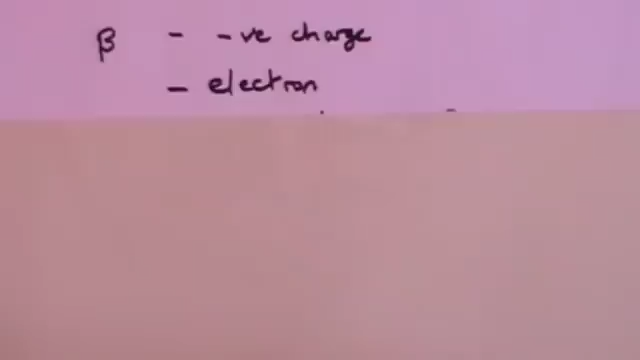 β - -ve charge
- electron